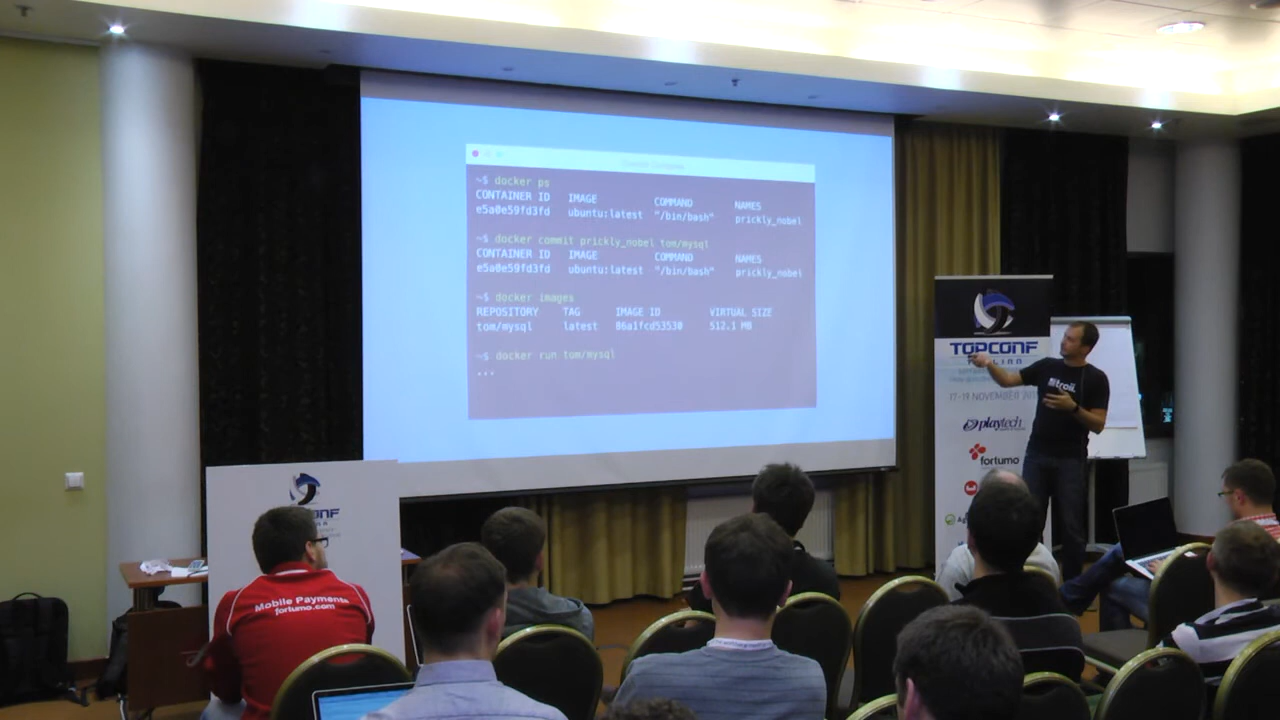 ~$ docker ps
CONTAINER ID IMAGE COMMAND NAMES
e5a0e59fd3fd ubuntu:latest "/bin/bash" prickly_nobel
~$ docker commit prickly_nobel tom/mysql
CONTAINER ID IMAGE COMMAND NAMES
e5a0e59fd3fd ubuntu:latest "/bin/bash" prickly_nobel
~$ docker images
REPOSITORY TAG IMAGE ID VIRTUAL SIZE
tom/mysql latest 86a1fcd53530 512.1 MB
~$ docker run tom/mysql
...
TOPCONF
17-19 NOVEMBER
playtech
fortumo
troii
Mobile Payments
fortumo.com